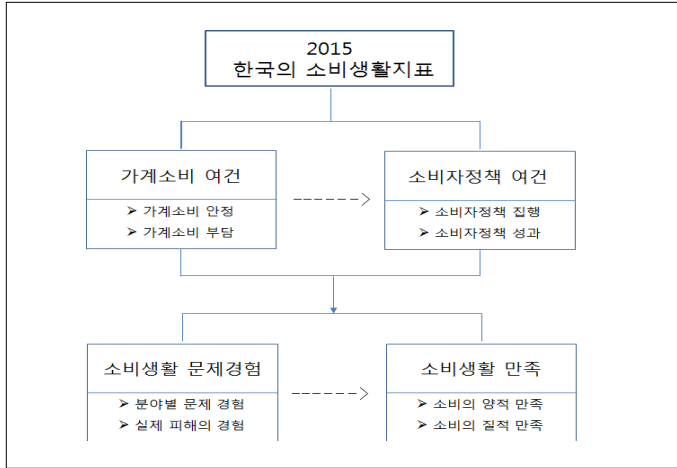 2015
한국의 소비생활지표
가계소비 여건
➢ 가계소비 안정
➢ 가계소비 부담
소비자정책 여건
➢ 소비자정책 집행
➢ 소비자정책 성과
소비생활 문제경험
➢ 분야별 문제 경험
➢ 실제 피해의 경험
소비생활 만족
➢ 소비의 양적 만족
➢ 소비의 질적 만족